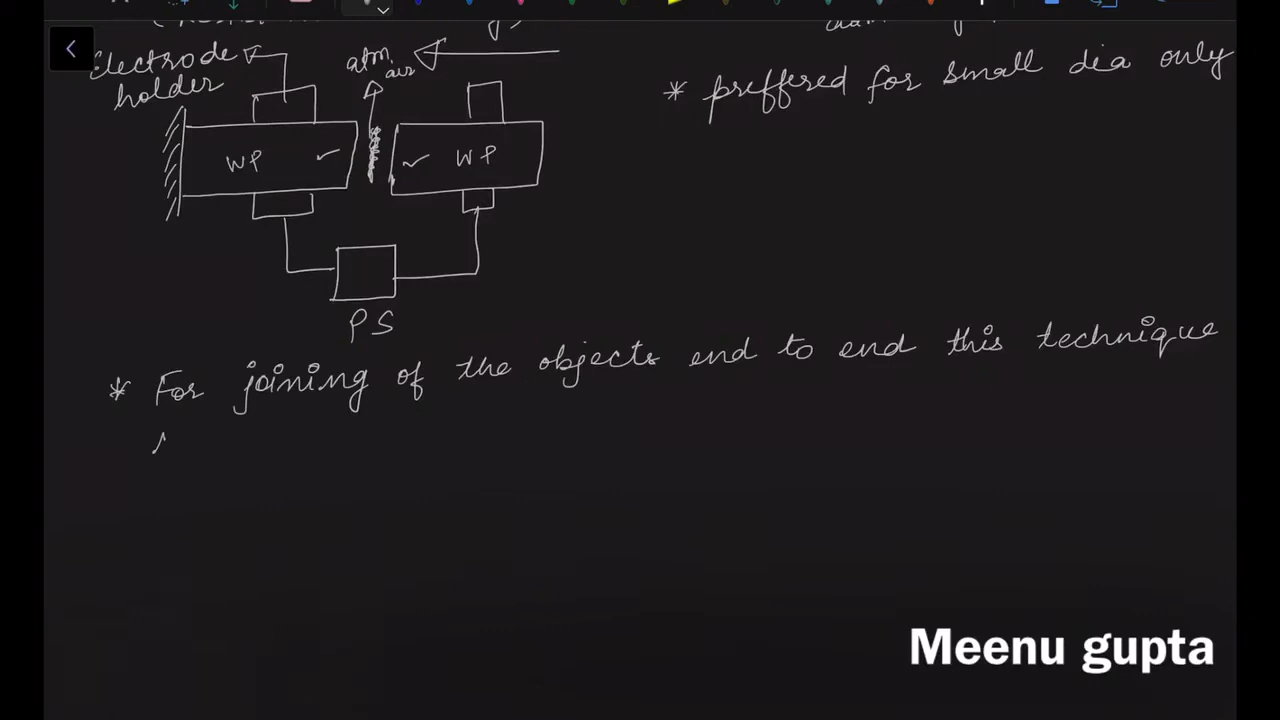 Electrode
holder
atm.
air
* preffered for small dia only
WP
WP
PS
* For joining of the objects end to end this technique
Meenu gupta